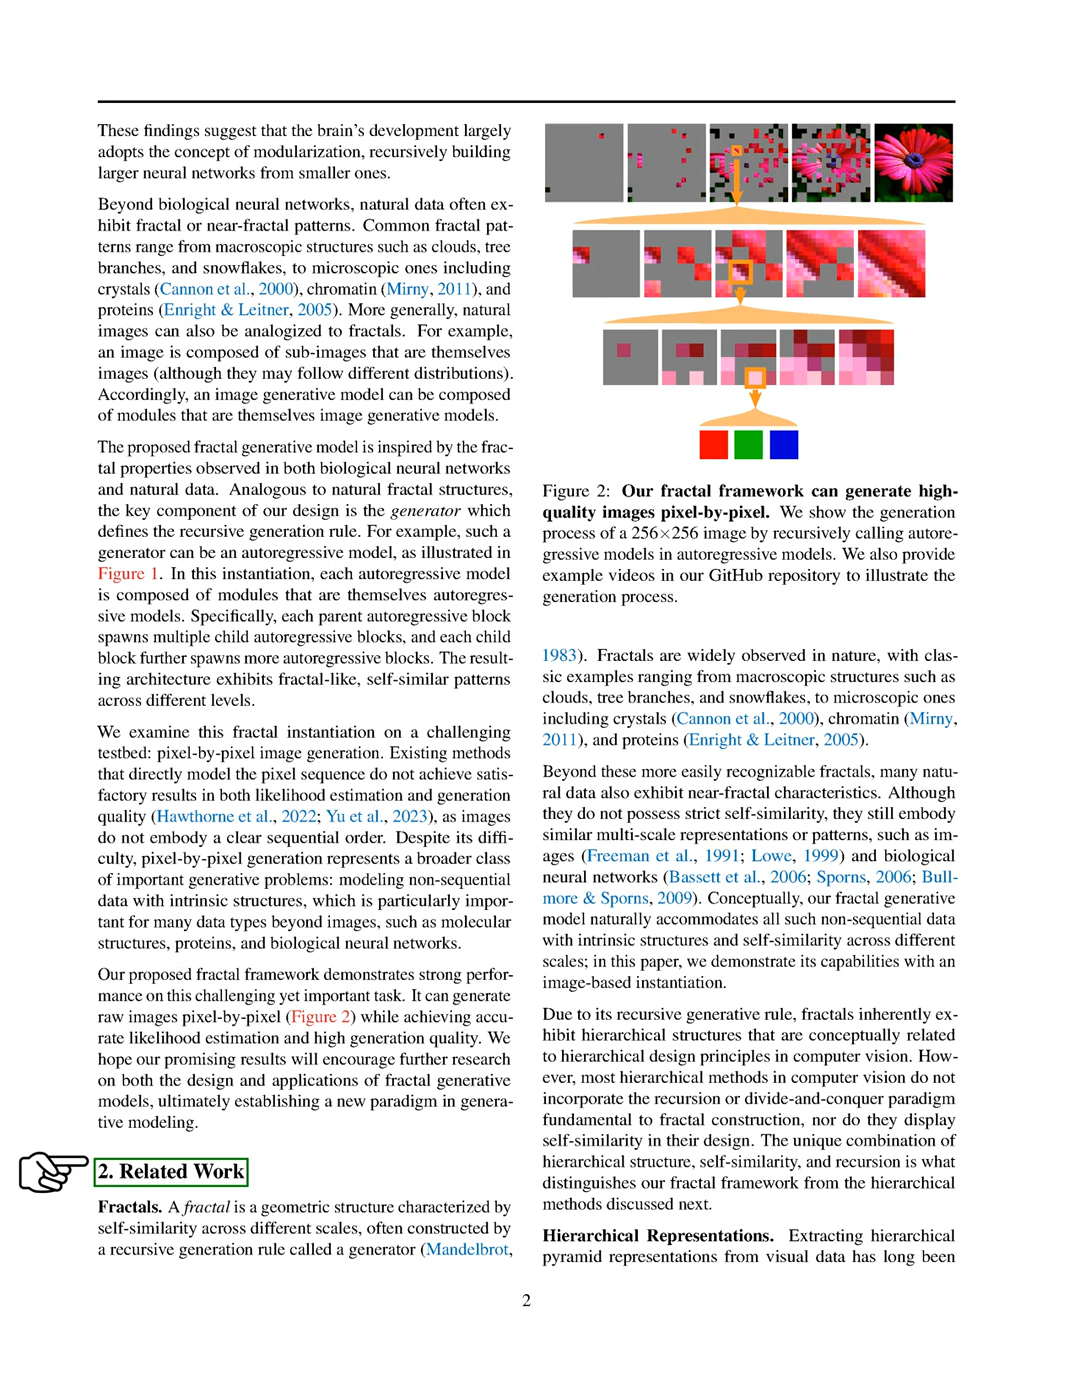 These findings suggest that the brain's development largely
adopts the concept of modularization, recursively building
larger neural networks from smaller ones.
Beyond biological neural networks, natural data often ex-
hibit fractal or near-fractal patterns. Common fractal pat-
terns range from macroscopic structures such as clouds, tree
branches, and snowflakes, to microscopic ones including
crystals (Cannon et al., 2000), chromatin (Mirny, 2011), and
proteins (Enright & Leitner, 2005). More generally, natural
images can also be analogized to fractals. For example,
an image is composed of sub-images that are themselves
images (although they may follow different distributions).
Accordingly, an image generative model can be composed
of modules that are themselves image generative models.
The proposed fractal generative model is inspired by the frac-
tal properties observed in both biological neural networks
and natural data. Analogous to natural fractal structures,
the key component of our design is the generator which
defines the recursive generation rule. For example, such a
generator can be an autoregressive model, as illustrated in
Figure 1. In this instantiation, each autoregressive model
is composed of modules that are themselves autoregres-
sive models. Specifically, each parent autoregressive block
spawns multiple child autoregressive blocks, and each child
block further spawns more autoregressive blocks. The result-
ing architecture exhibits fractal-like, self-similar patterns
across different levels.
We examine this fractal instantiation on a challenging
testbed: pixel-by-pixel image generation. Existing methods
that directly model the pixel sequence do not achieve satis-
factory results in both likelihood estimation and generation
quality (Hawthorne et al., 2022; Yu et al., 2023), as images
do not embody a clear sequential order. Despite its diffi-
culty, pixel-by-pixel generation represents a broader class
of important generative problems: modeling non-sequential
data with intrinsic structures, which is particularly impor-
tant for many data types beyond images, such as molecular
structures, proteins, and biological neural networks.
Our proposed fractal framework demonstrates strong perfor-
mance on this challenging yet important task. It can generate
raw images pixel-by-pixel (Figure 2) while achieving accu-
rate likelihood estimation and high generation quality. We
hope our promising results will encourage further research
on both the design and applications of fractal generative
models, ultimately establishing a new paradigm in genera-
tive modeling.
2. Related Work
Fractals. A fractal is a geometric structure characterized by
self-similarity across different scales, often constructed by
a recursive generation rule called a generator (Mandelbrot,
Figure 2: Our fractal framework can generate high-
quality images pixel-by-pixel. We show the generation
process of a 256×256 image by recursively calling autore-
gressive models in autoregressive models. We also provide
example videos in our GitHub repository to illustrate the
generation process.
1983). Fractals are widely observed in nature, with clas-
sic examples ranging from macroscopic structures such as
clouds, tree branches, and snowflakes, to microscopic ones
including crystals (Cannon et al., 2000), chromatin (Mirny,
2011), and proteins (Enright & Leitner, 2005).
Beyond these more easily recognizable fractals, many natu-
ral data also exhibit near-fractal characteristics. Although
they do not possess strict self-similarity, they still embody
similar multi-scale representations or patterns, such as im-
ages (Freeman et al., 1991; Lowe, 1999) and biological
neural networks (Bassett et al., 2006; Sporns, 2006; Bull-
more & Sporns, 2009). Conceptually, our fractal generative
model naturally accommodates all such non-sequential data
with intrinsic structures and self-similarity across different
scales; in this paper, we demonstrate its capabilities with an
image-based instantiation.
Due to its recursive generative rule, fractals inherently ex-
hibit hierarchical structures that are conceptually related
to hierarchical design principles in computer vision. How-
ever, most hierarchical methods in computer vision do not
incorporate the recursion or divide-and-conquer paradigm
fundamental to fractal construction, nor do they display
self-similarity in their design. The unique combination of
hierarchical structure, self-similarity, and recursion is what
distinguishes our fractal framework from the hierarchical
methods discussed next.
Hierarchical Representations. Extracting hierarchical
pyramid representations from visual data has long been
2